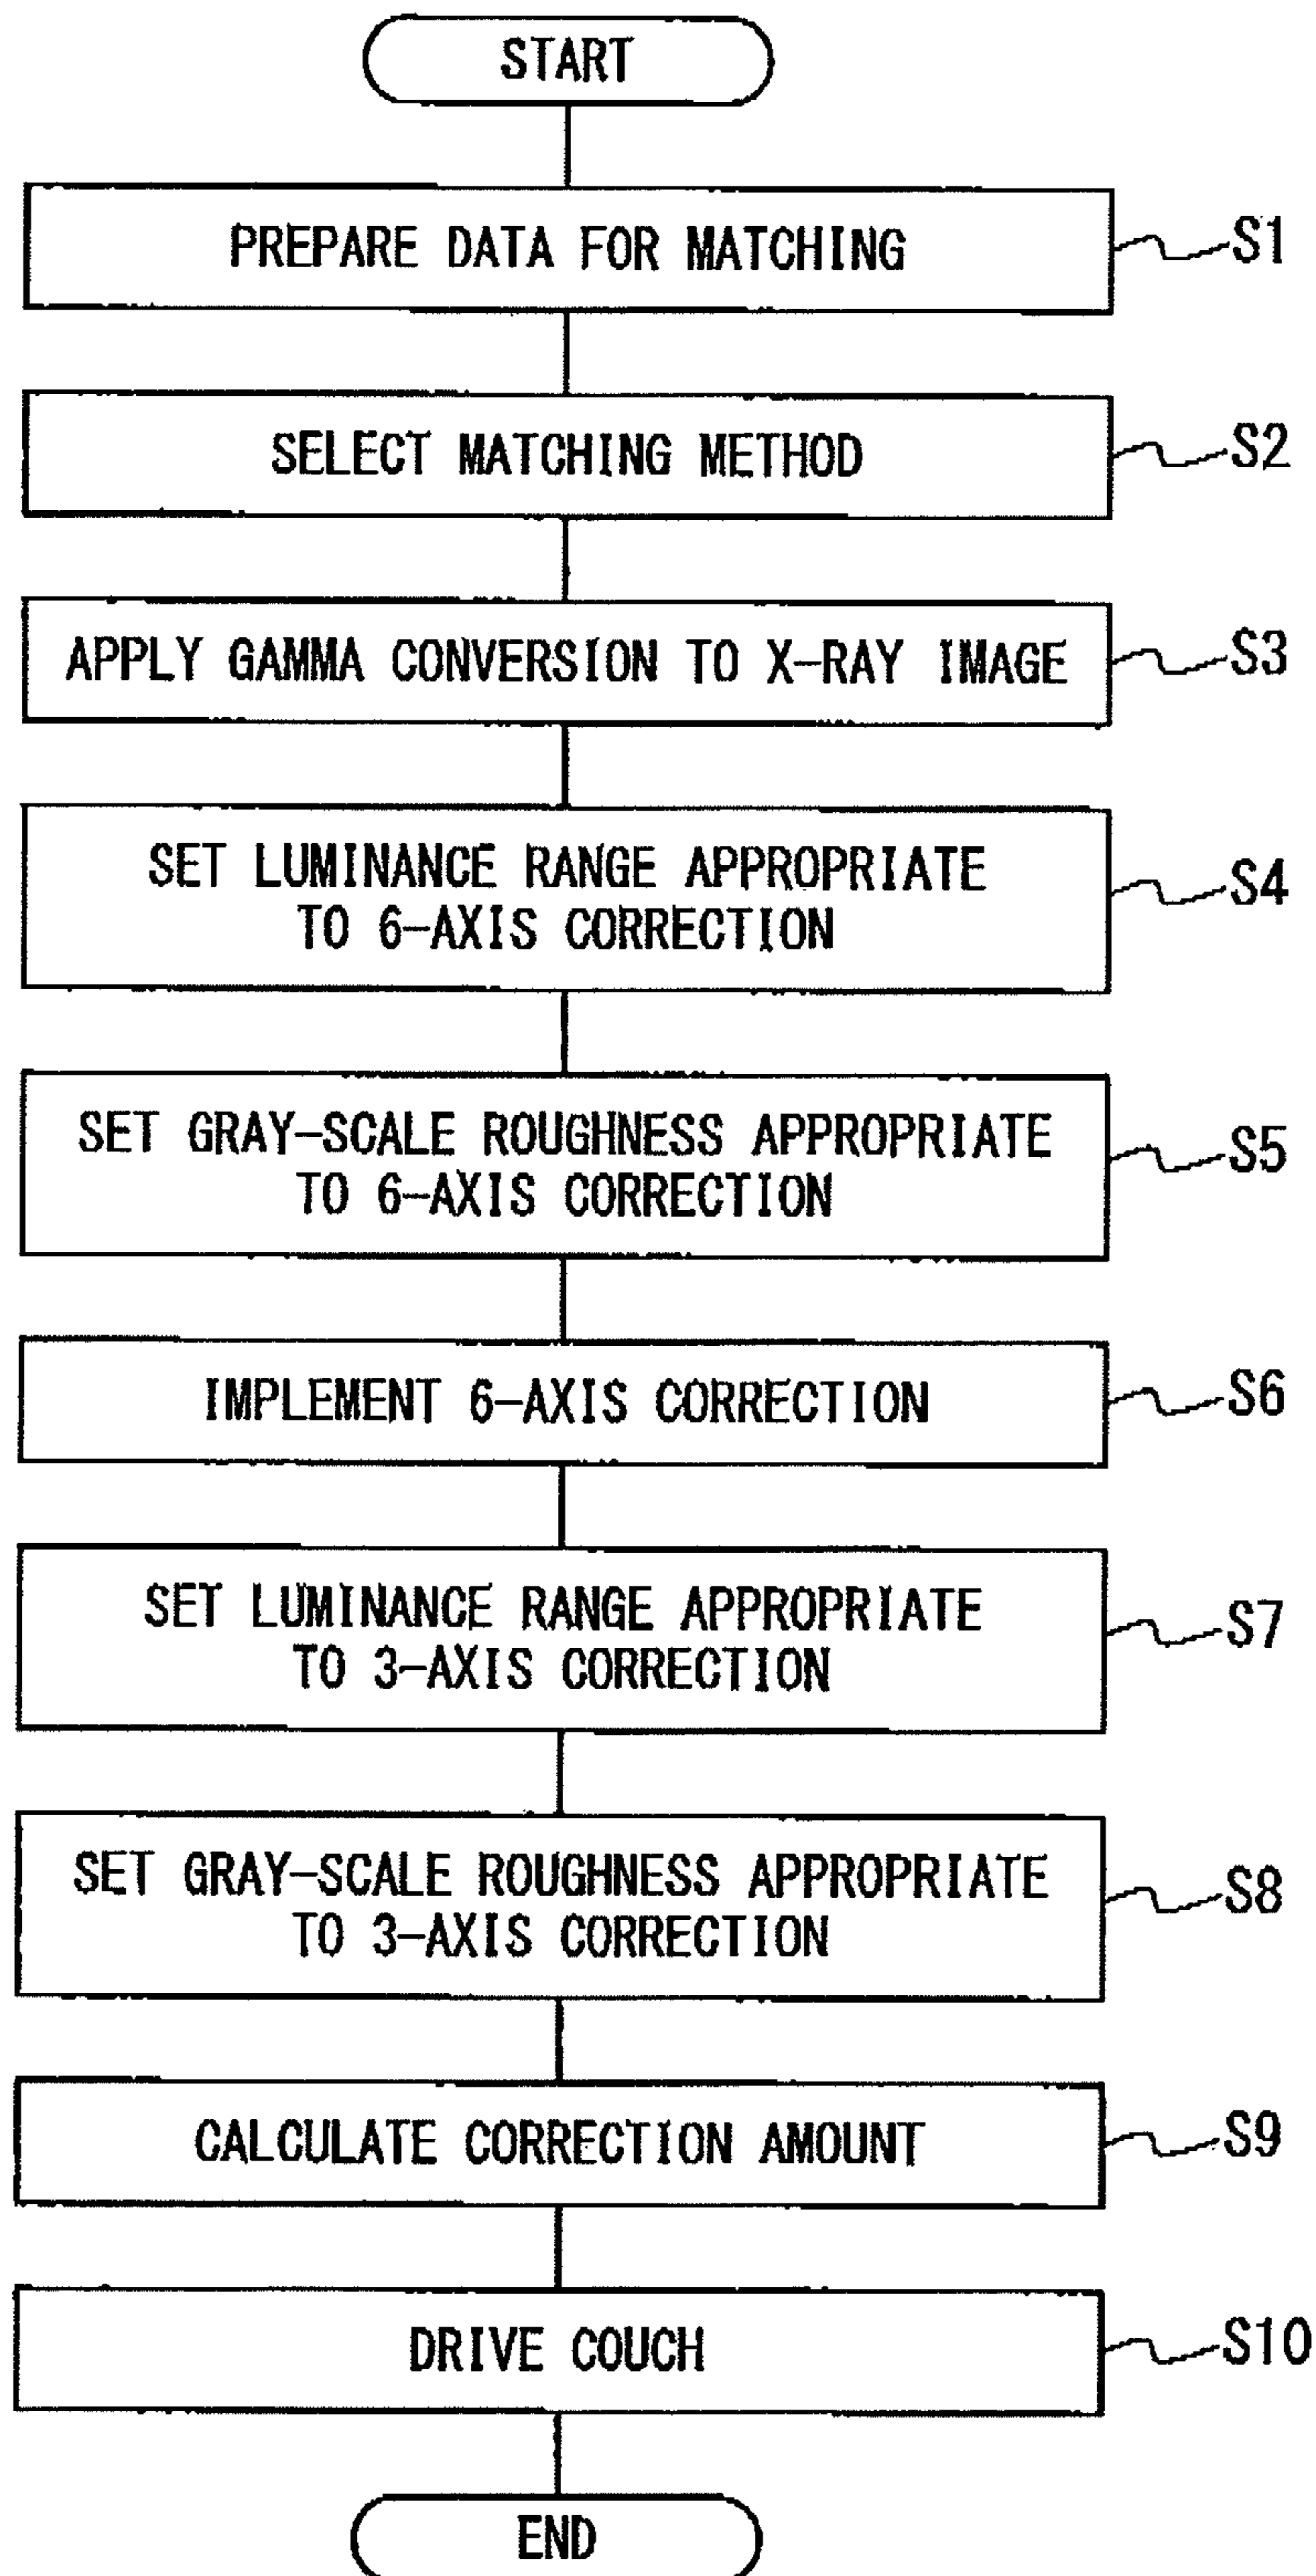 START
PREPARE DATA FOR MATCHING
S1
SELECT MATCHING METHOD
S2
APPLY GAMMA CONVERSION TO X-RAY IMAGE
S3
SET LUMINANCE RANGE APPROPRIATE
TO 6-AXIS CORRECTION
S4
SET GRAY-SCALE ROUGHNESS APPROPRIATE
TO 6-AXIS CORRECTION
S5
IMPLEMENT 6-AXIS CORRECTION
S6
SET LUMINANCE RANGE APPROPRIATE
TO 3-AXIS CORRECTION
S7
SET GRAY-SCALE ROUGHNESS APPROPRIATE
TO 3-AXIS CORRECTION
S8
CALCULATE CORRECTION AMOUNT
S9
DRIVE COUCH
S10
END